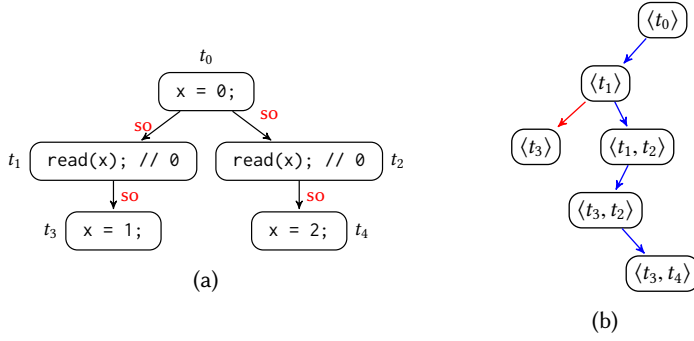 t₀
x = 0;
so so
t₁ read(x); // 0 read(x); // 0 t₂
so so
t₃ x = 1; x = 2; t₄
(a)
⟨t₀⟩
⟨t₁⟩
⟨t₃⟩ ⟨t₁, t₂⟩
⟨t₃, t₂⟩
⟨t₃, t₄⟩
(b)